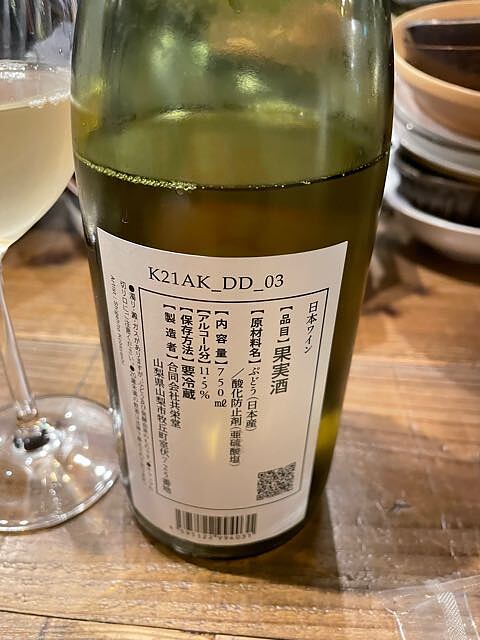 K21AK_DD_03
日本ワイン
【品目】果実酒
【原材料名】ぶどう(日本産)
／酸化防止剤(亜硫酸塩)
【内容量】750㎖
【アルコール分】11.5%
【保存方法】要冷蔵
【製造者】合同会社共栄堂
山梨県山梨市牧丘町室伏